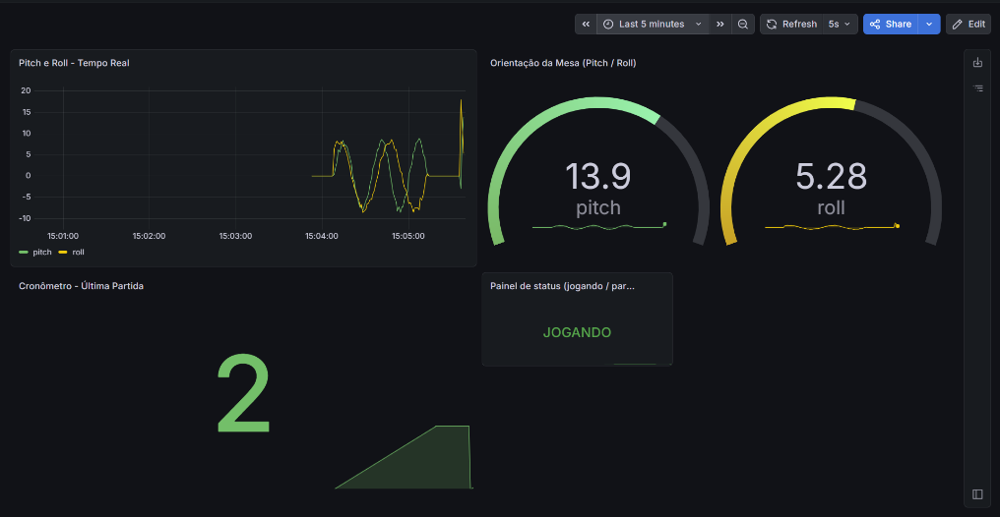 Last 5 minutes
Refresh
5s
Share
Edit
Pitch e Roll - Tempo Real
20
15
10
5
0
-5
-10
15:01:00 15:02:00 15:03:00 15:04:00 15:05:00
pitch roll
Orientação da Mesa (Pitch / Roll)
13.9
pitch
5.28
roll
Cronômetro - Última Partida
2
Painel de status (jogando / par...
JOGANDO